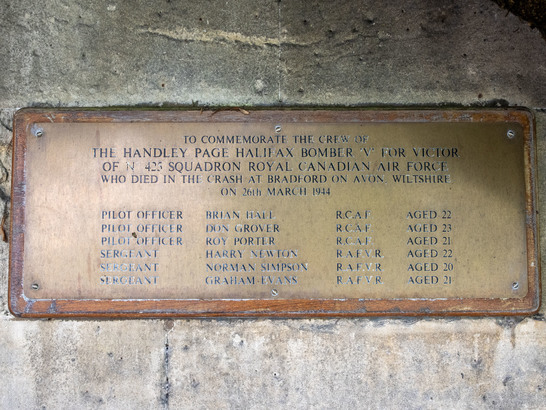 TO COMMEMORATE THE CREW OF
THE HANDLEY PAGE HALIFAX BOMBER 'V' FOR VICTOR
OF Nº 425 SQUADRON ROYAL CANADIAN AIR FORCE
WHO DIED IN THE CRASH AT BRADFORD ON AVON WILTSHIRE
ON 26th MARCH 1944
PILOT OFFICER BRIAN HALL R.C.A.F. AGED 22
PILOT OFFICER DON GROVER R.C.A.F. AGED 23
PILOT OFFICER ROY PORTER R.C.A.F. AGED 21
SERGEANT HARRY NEWTON R.A.F.V.R. AGED 22
SERGEANT NORMAN SIMPSON R.A.F.V.R. AGED 20
SERGEANT GRAHAM EVANS R.A.F.V.R. AGED 21